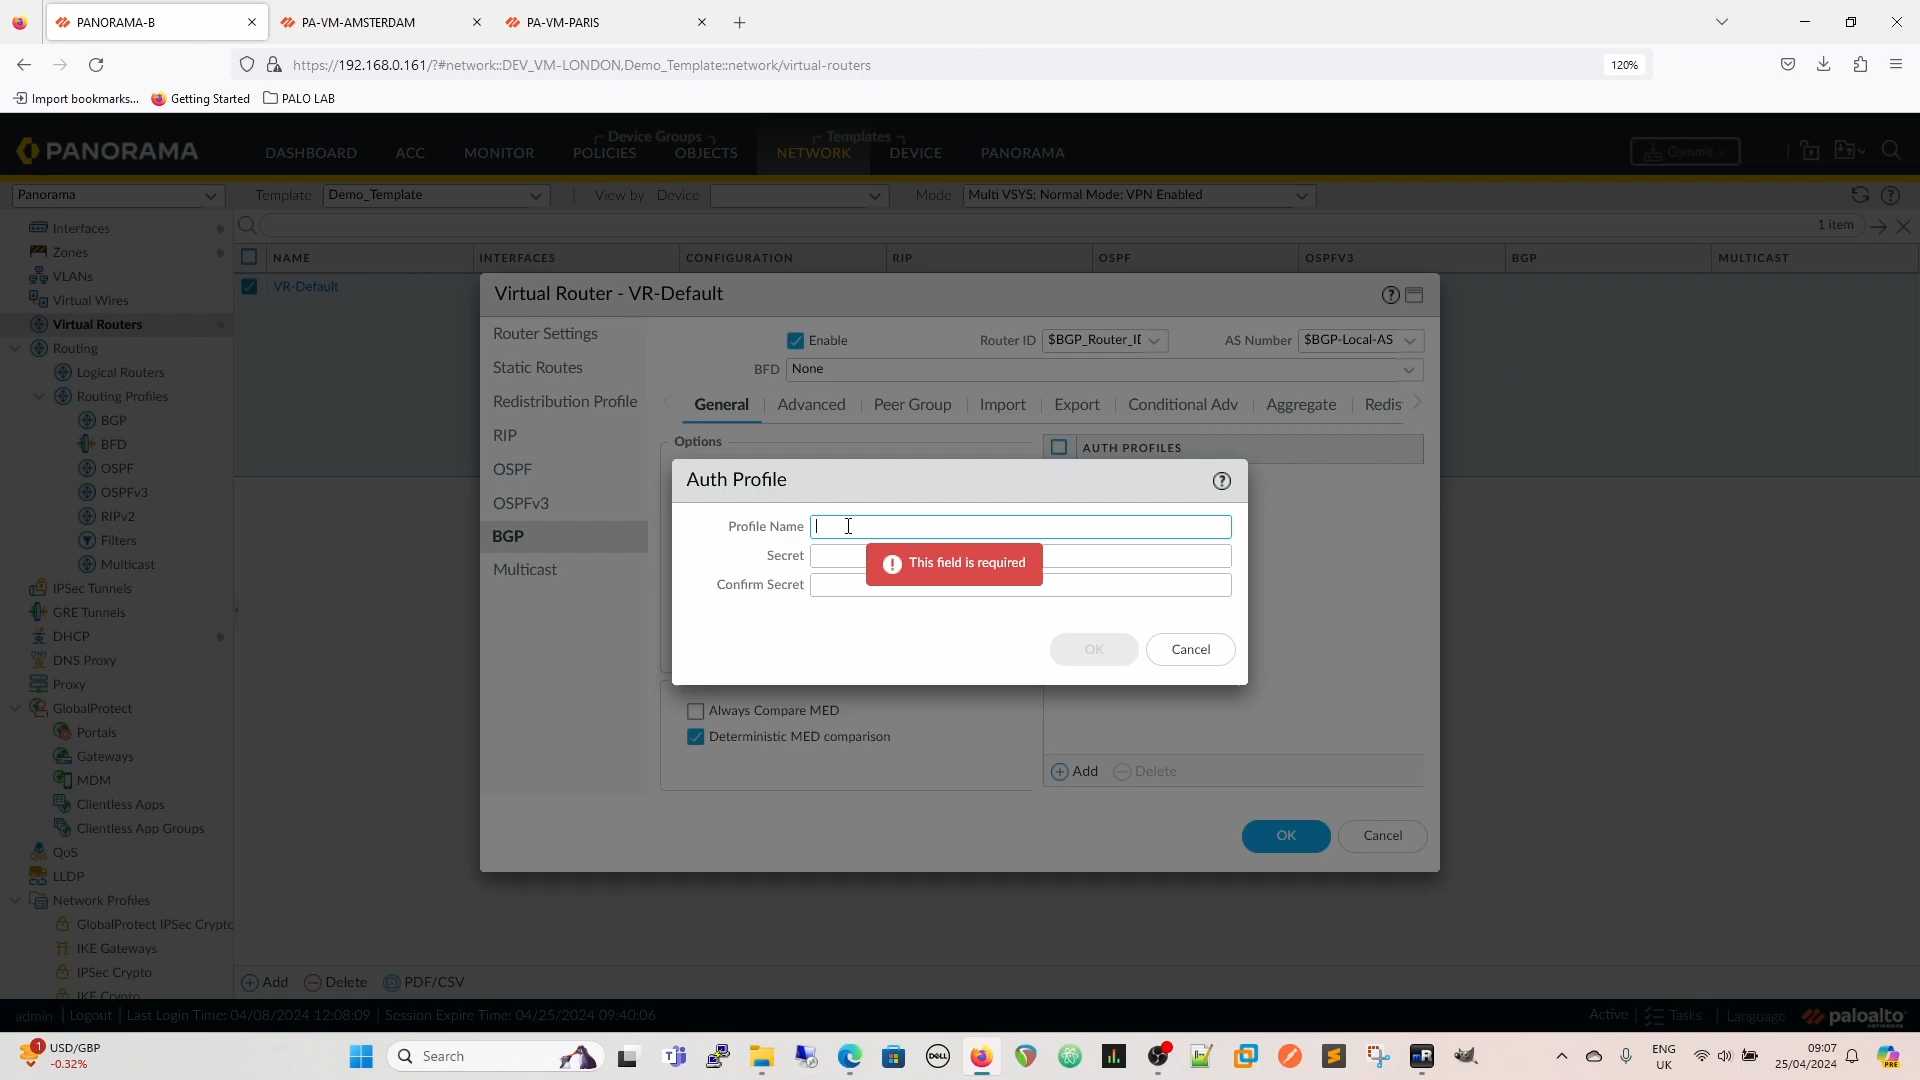 PANORAMA-B
PA-VM-AMSTERDAM
PA-VM-PARIS
https://192.168.0.161/?#network::DEV_VM-LONDON,Demo_Template::network/virtual-routers
120%
Import bookmarks...
Getting Started
PALO LAB
PANORAMA
Device Groups
Templates
DASHBOARD
ACC
MONITOR
POLICIES
OBJECTS
NETWORK
DEVICE
PANORAMA
Commit
Panorama
Template
Demo_Template
View by
Device
Mode
Multi VSYS; Normal Mode; VPN Enabled
Interfaces
Zones
VLANs
Virtual Wires
Virtual Routers
Routing
Logical Routers
Routing Profiles
BGP
BFD
OSPF
OSPFv3
RIPv2
Filters
Multicast
IPSec Tunnels
GRE Tunnels
DHCP
DNS Proxy
Proxy
GlobalProtect
Portals
Gateways
MDM
Clientless Apps
Clientless App Groups
QoS
LLDP
Network Profiles
GlobalProtect IPSec Crypto
IKE Gateways
IPSec Crypto
IKE Crypto
1 item
NAME
INTERFACES
CONFIGURATION
RIP
OSPF
OSPFV3
BGP
MULTICAST
VR-Default
Virtual Router - VR-Default
Router Settings
Static Routes
Redistribution Profile
RIP
OSPF
OSPFv3
BGP
Multicast
Enable
Router ID
$BGP_Router_II
AS Number
$BGP-Local-AS
BFD
None
General
Advanced
Peer Group
Import
Export
Conditional Adv
Aggregate
Redis
Options
AUTH PROFILES
Auth Profile
Profile Name
Secret
This field is required
Confirm Secret
OK
Cancel
Always Compare MED
Deterministic MED comparison
Add
Delete
OK
Cancel
Add
Delete
PDF/CSV
admin
Logout
Last Login Time: 04/08/2024 12:08:09
Session Expire Time: 04/25/2024 09:40:06
Active
Tasks
Language
paloalto
NETWORKS
1
USD/GBP
-0.32%
Search
DELL
mR
ENG
UK
09:07
25/04/2024
PRE